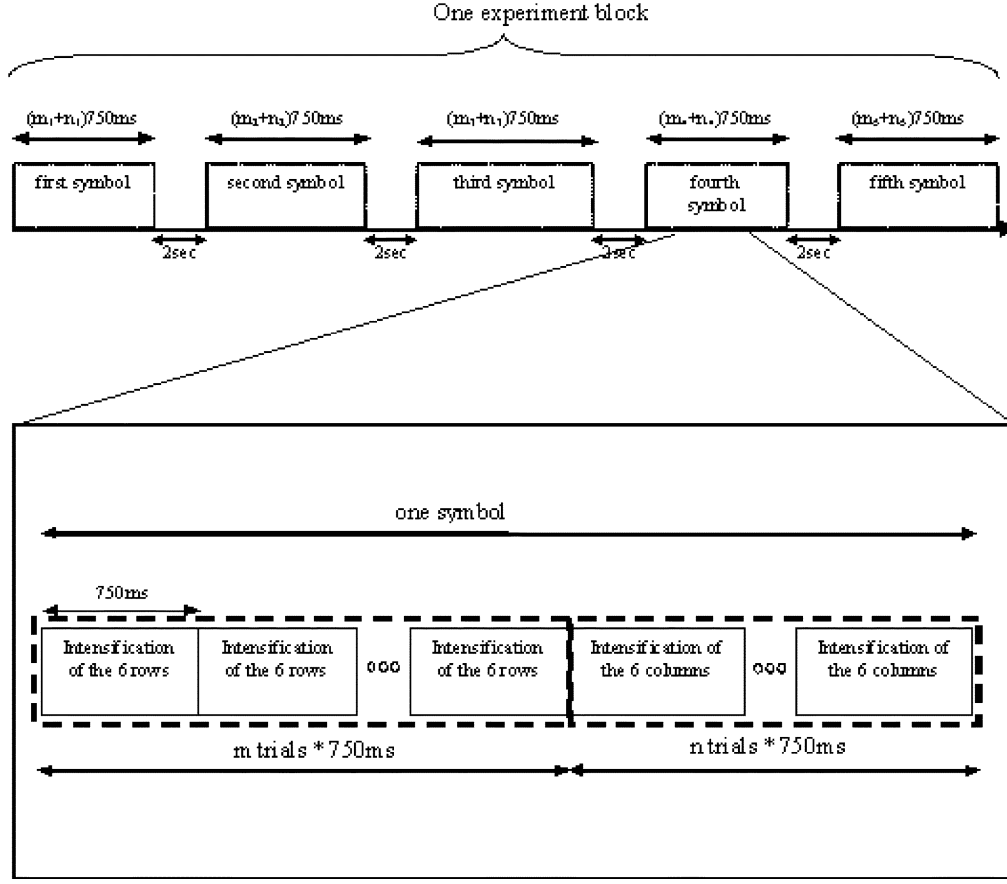 One experiment block
(m₁+n₁)750ms (m₂+n₂)750ms (m₃+n₃)750ms (m₄+n₄)750ms (m₅+n₅)750ms
first symbol second symbol third symbol fourth symbol fifth symbol
2sec 2sec 2sec 2sec
one symbol
750ms
Intensification of the 6 rows
Intensification of the 6 rows
ooo
Intensification of the 6 rows
Intensification of the 6 columns
ooo
Intensification of the 6 columns
m trials * 750ms n trials * 750ms